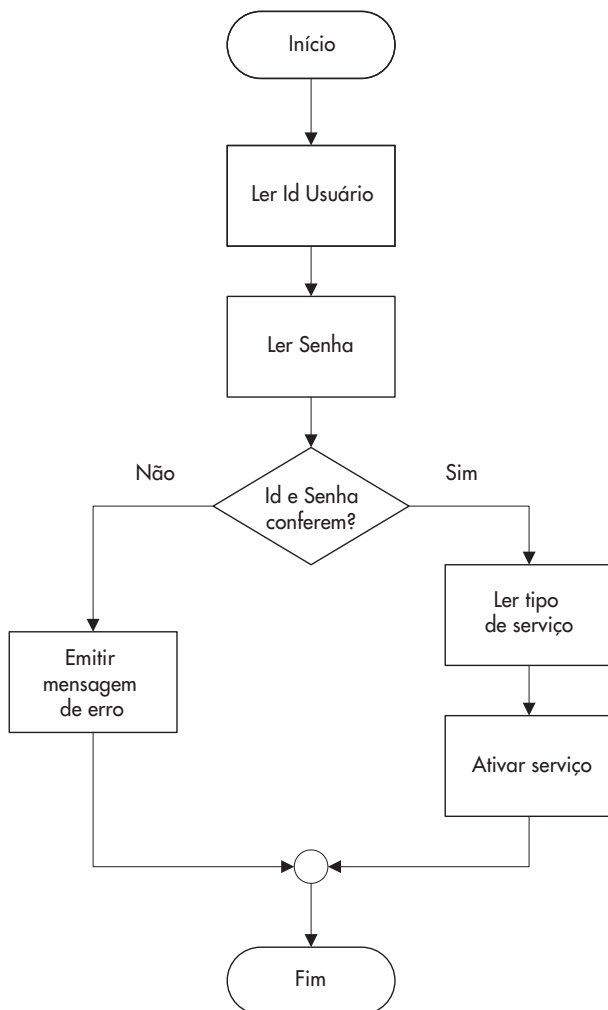 Início
Ler Id Usuário
Ler Senha
Não
Sim
Id e Senha
conferem?
Ler tipo
de serviço
Emitir
mensagem
de erro
Ativar serviço
Fim